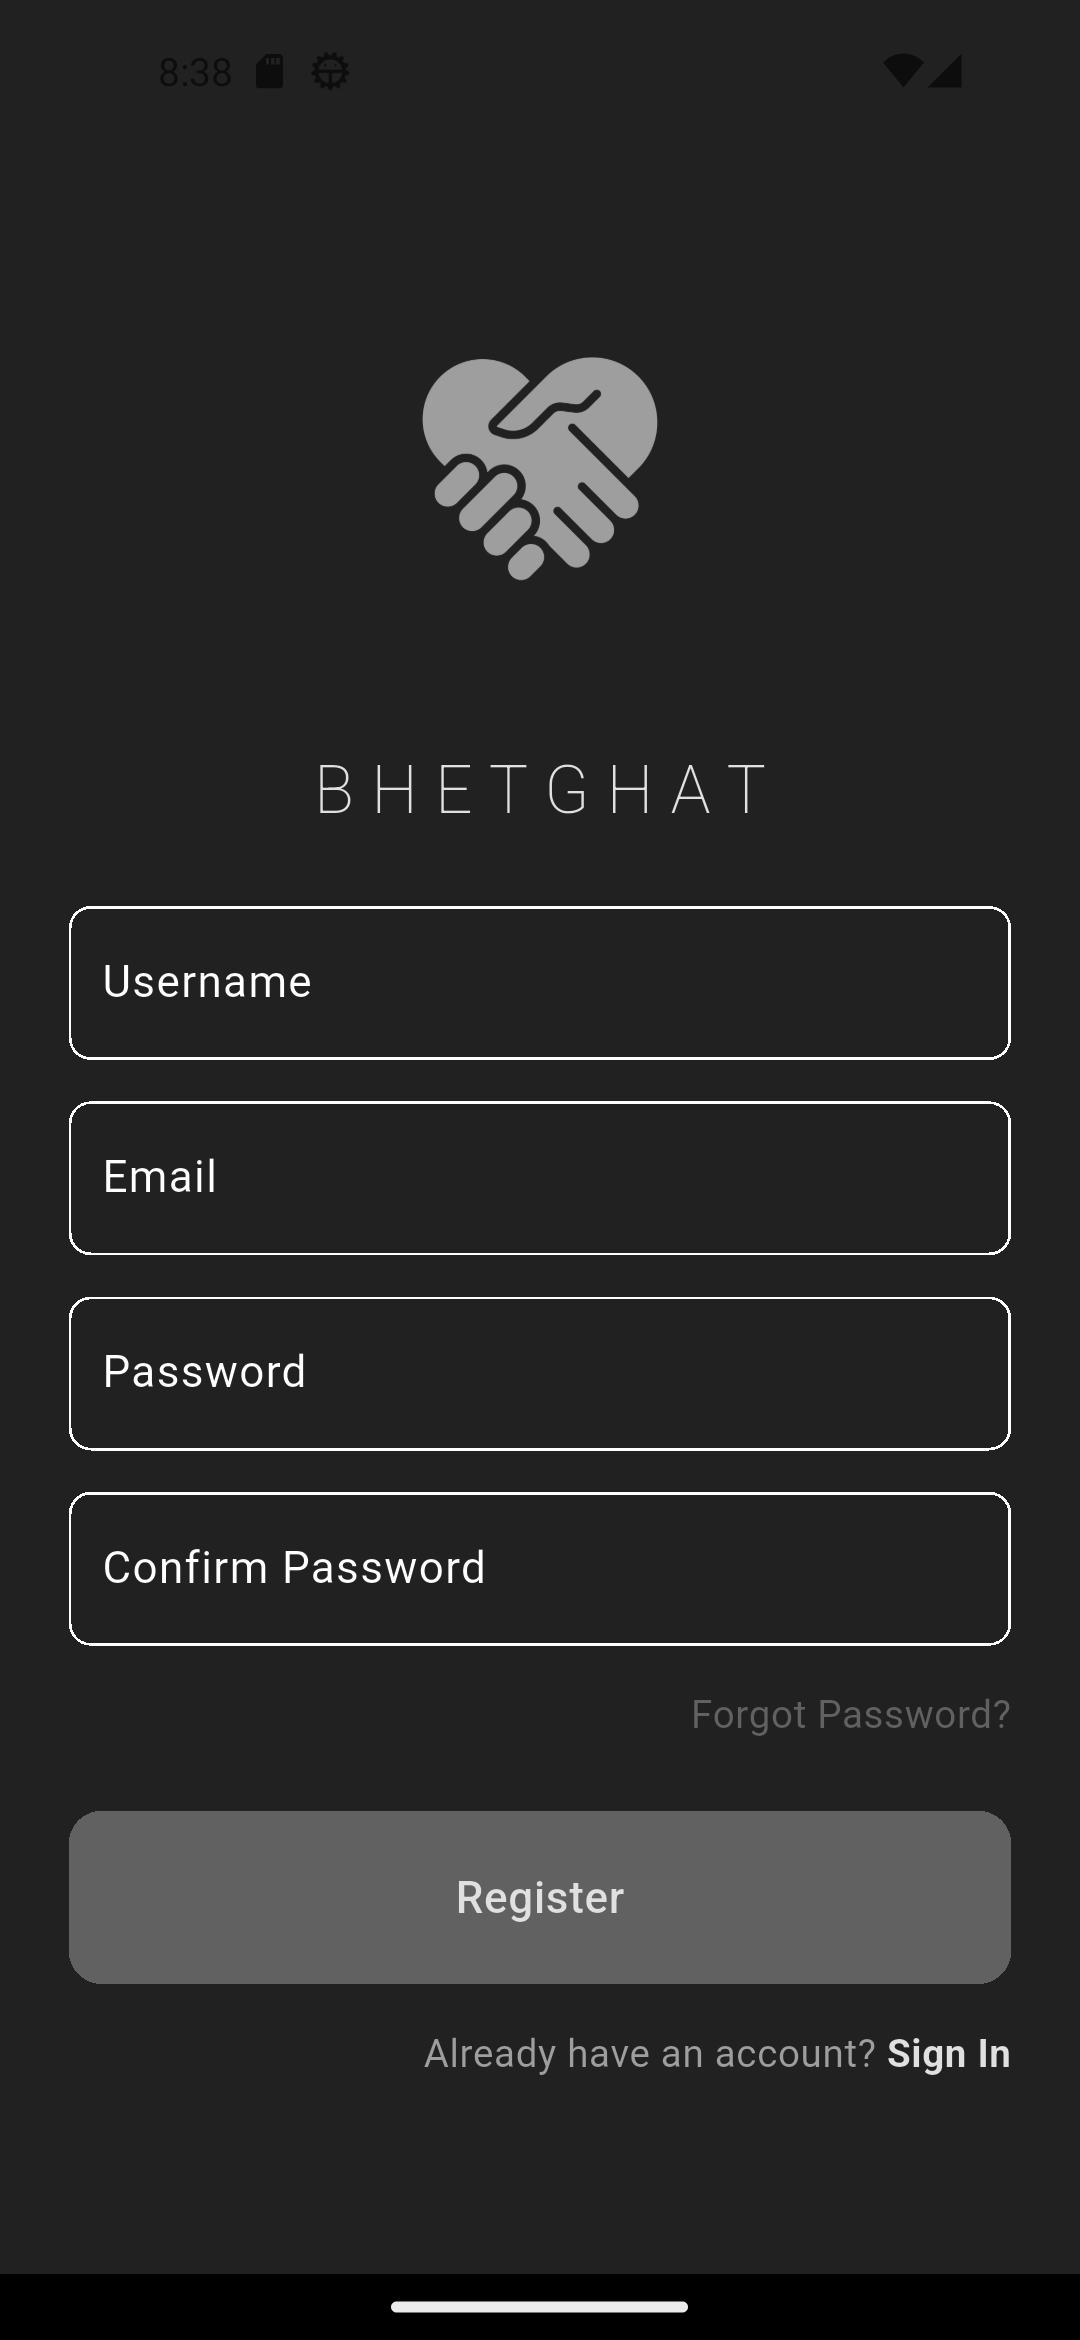 8:38
BHETGHAT
Username
Email
Password
Confirm Password
Forgot Password?
Register
Already have an account? Sign In